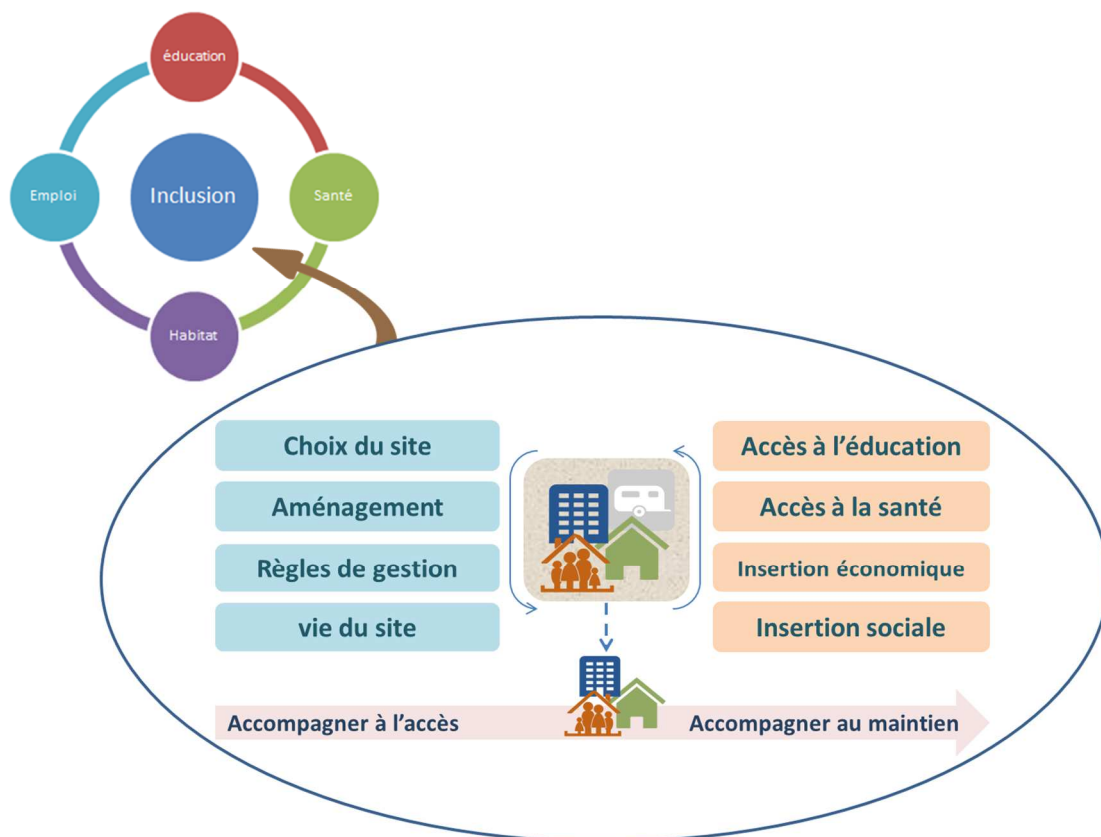 éducation
Emploi
Inclusion
Santé
Habitat
Choix du site
Aménagement
Règles de gestion
vie du site
Accès à l'éducation
Accès à la santé
Insertion économique
Insertion sociale
Accompagner à l'accès
Accompagner au maintien